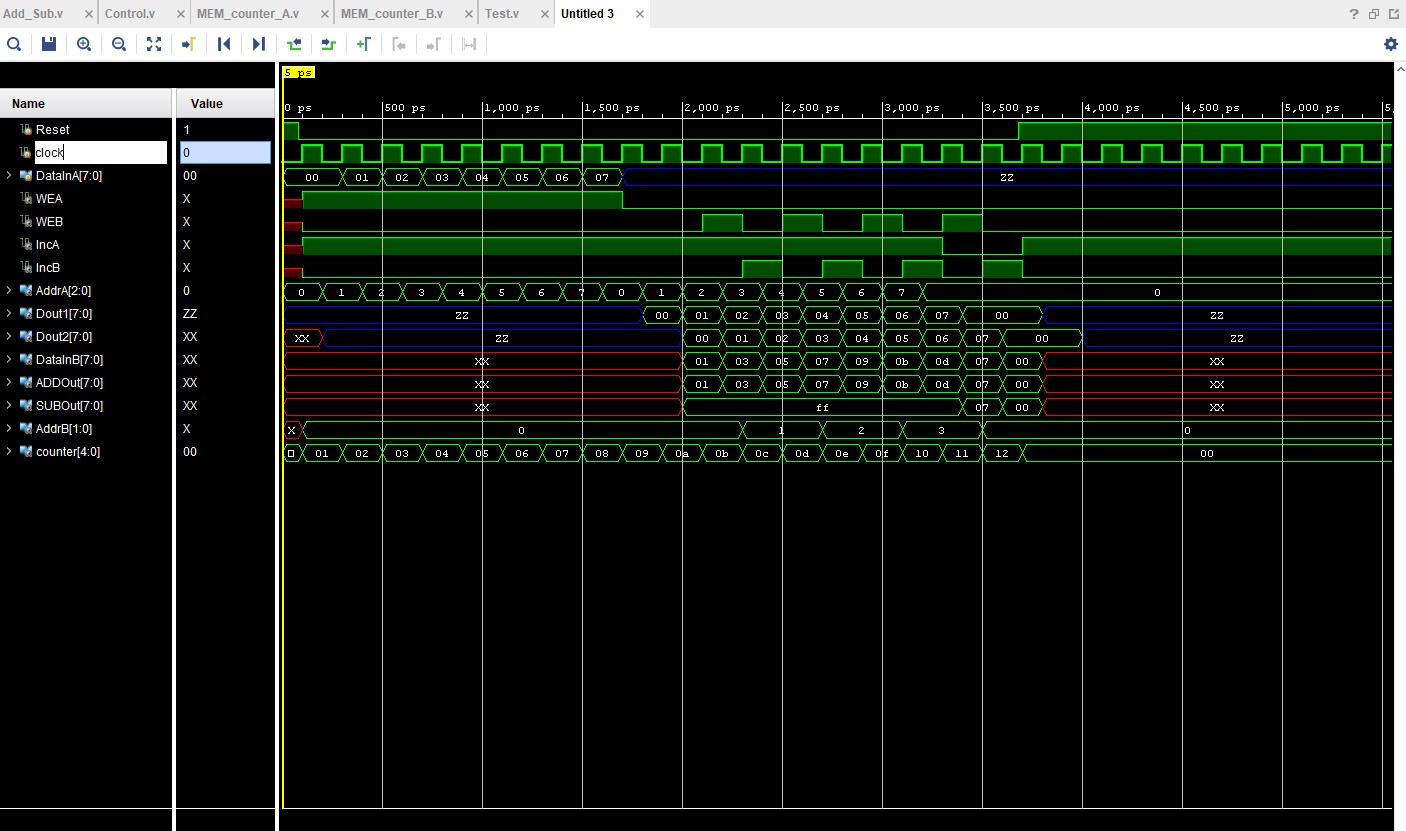 Add_Sub.v × Control.v × MEM_counter_A.v × MEM_counter_B.v × Test.v × Untitled 3 ×
?
5 ps
Name Value
0 ps 500 ps 1,000 ps 1,500 ps 2,000 ps 2,500 ps 3,000 ps 3,500 ps 4,000 ps 4,500 ps 5,000 ps 5,
Reset 1
clock 0
DataInA[7:0] 00 00 01 02 03 04 05 06 07 ZZ
WEA X
WEB X
IncA X
IncB X
AddrA[2:0] 0 0 1 2 3 4 5 6 7 0 1 2 3 4 5 6 7 0
Dout1[7:0] ZZ ZZ 00 01 02 03 04 05 06 07 00 ZZ
Dout2[7:0] XX XX ZZ 00 01 02 03 04 05 06 07 00 ZZ
DataInB[7:0] XX XX 01 03 05 07 09 0b 0d 07 00 XX
ADDOut[7:0] XX XX 01 03 05 07 09 0b 0d 07 00 XX
SUBOut[7:0] XX XX ff 07 00 XX
AddrB[1:0] X X 0 1 2 3 0
counter[4:0] 00 01 02 03 04 05 06 07 08 09 0a 0b 0c 0d 0e 0f 10 11 12 00